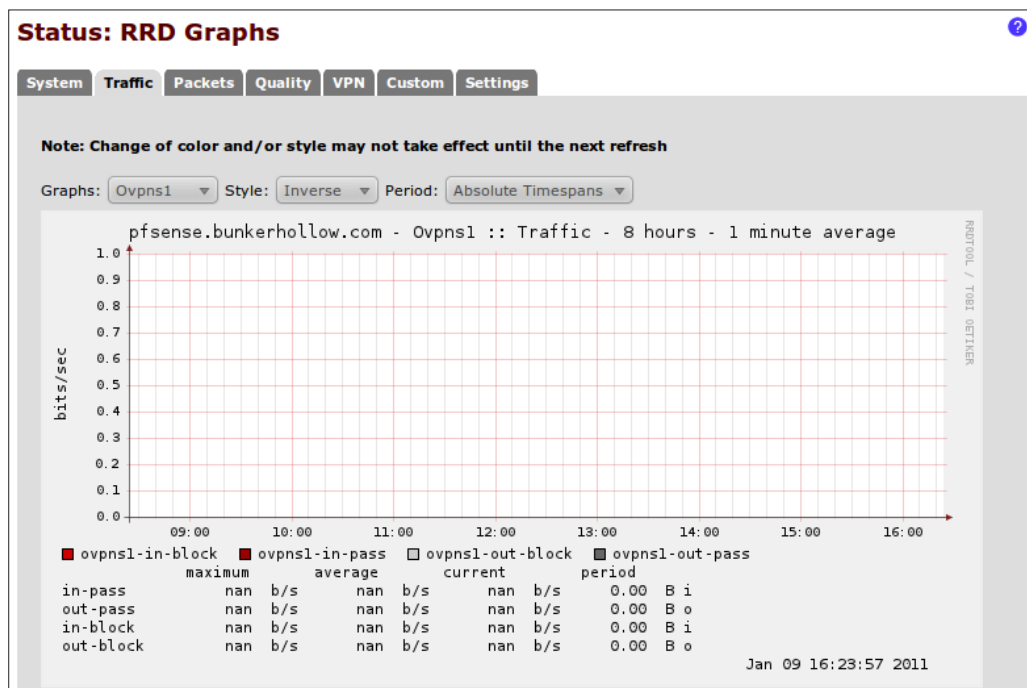 Status: RRD Graphs
?
System Traffic Packets Quality VPN Custom Settings
Note: Change of color and/or style may not take effect until the next refresh
Graphs: Ovpns1 Style: Inverse Period: Absolute Timespans
pfsense.bunkerhollow.com - Ovpns1 :: Traffic - 8 hours - 1 minute average
RRDTOOL / TOBI OETIKER
bits/sec
1.0
0.9
0.8
0.7
0.6
0.5
0.4
0.3
0.2
0.1
0.0
09:00 10:00 11:00 12:00 13:00 14:00 15:00 16:00
ovpns1-in-block ovpns1-in-pass ovpns1-out-block ovpns1-out-pass
maximum average current period
in-pass nan b/s nan b/s nan b/s 0.00 B i
out-pass nan b/s nan b/s nan b/s 0.00 B o
in-block nan b/s nan b/s nan b/s 0.00 B i
out-block nan b/s nan b/s nan b/s 0.00 B o
Jan 09 16:23:57 2011